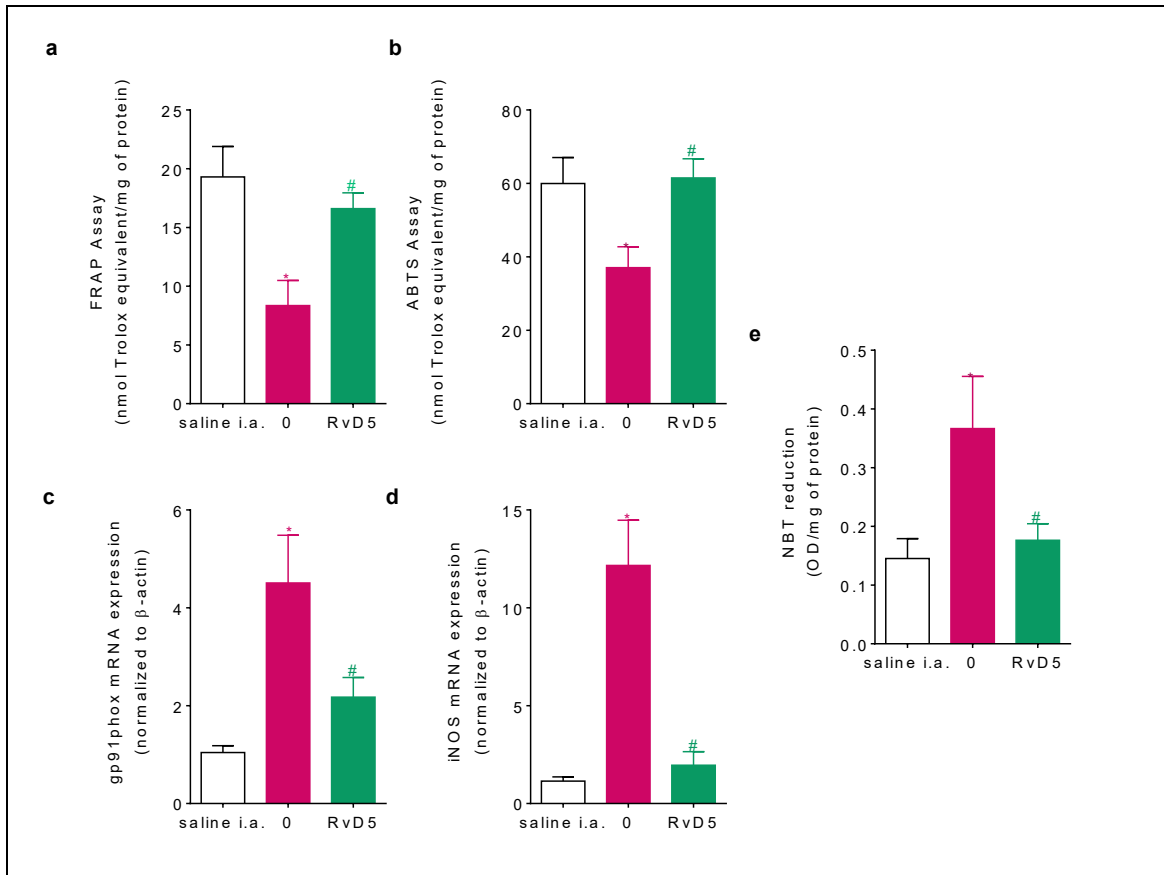 a
FRAP Assay
(nmol Trolox equivalent/mg of protein)
25
20
15
10
5
0
#
*
saline i.a. 0 RvD5
b
ABTS Assay
(nmol Trolox equivalent/mg of protein)
80
60
40
20
0
#
*
saline i.a. 0 RvD5
c
gp91phox mRNA expression
(normalized to β-actin)
6
4
2
0
*
#
saline i.a. 0 RvD5
d
iNOS mRNA expression
(normalized to β-actin)
15
10
5
0
*
#
saline i.a. 0 RvD5
e
NBT reduction
(OD/mg of protein)
0.5
0.4
0.3
0.2
0.1
0.0
*
#
saline i.a. 0 RvD5